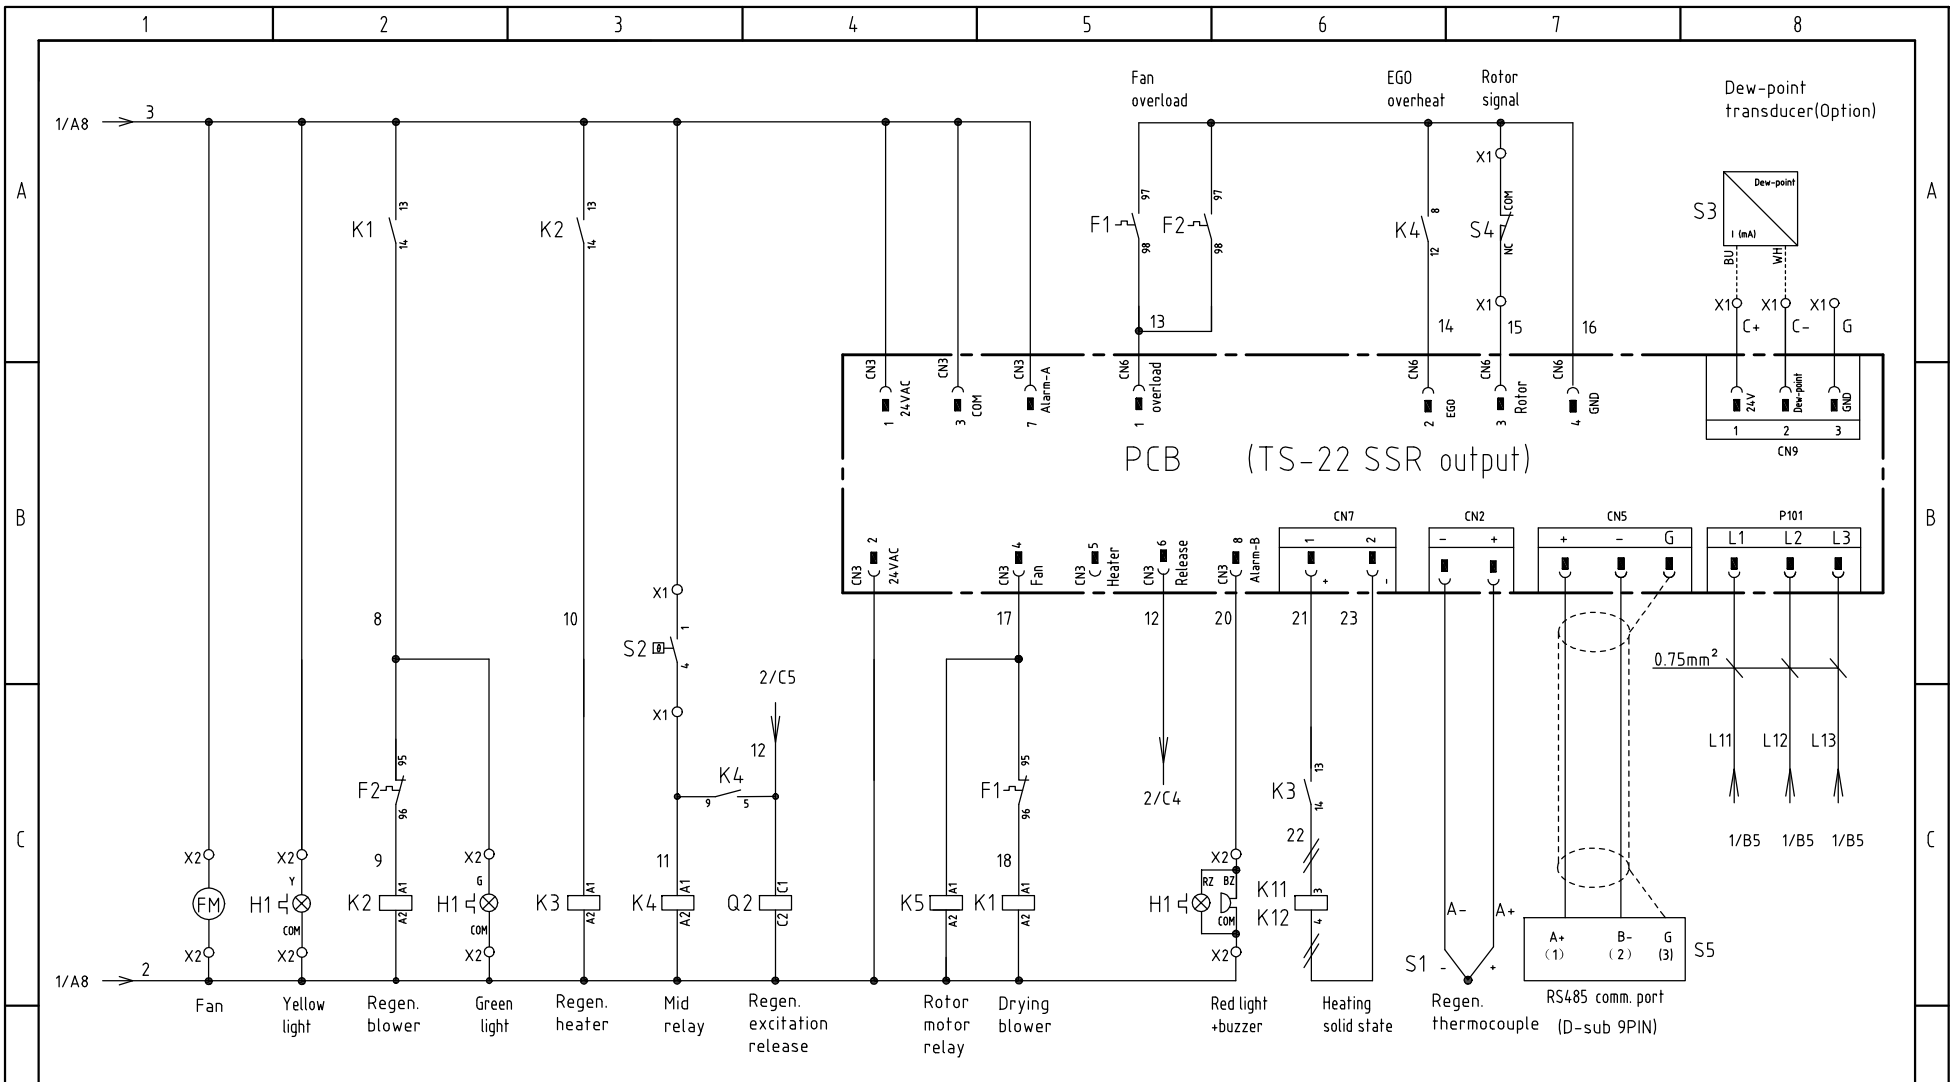 1 2 3 4 5 6 7 8
Fan
overload
EGO
overheat
Rotor
signal
Dew-point
transducer(Option)
1/A8 3
A A
K1 13 14
K2 13 14
F1 97 98
F2 97 98
K4 8 12
S4 COM NC
X1
X1
S3 Dew-point
I (mA)
BU WH
X1 X1 X1
C+ C- G
13 14 15 16
CN3 CN3 CN3 CN6 CN6 CN6 CN6
24VAC COM Alarm-A overload EGO Rotor GND
1 3 7 1 2 3 4
24V Dew-point GND
1 2 3
CN9
PCB (TS-22 SSR output)
B B
CN7 CN2 CN5 P101
2 4 5 6 8
1 2
- +
+ - G
L1 L2 L3
CN3 CN3 CN3 CN3 CN3
24VAC Fan Heater Release Alarm-B
+ -
8 10 17 12 20 21 23
X1
S2 θ 1 4
X1
2/C5
12
K4
9 5
0.75mm²
L11 L12 L13
1/B5 1/B5 1/B5
F2 95 96
F1 95 96
2/C4
K3 13 14
22
C C
9 11 18
X2 X2 X2 X2
FM
H1 Y COM
K2 A1 A2
H1 G COM
K3 A1 A2
K4 A1 A2
Q2 C1 C2
K5 A1 A2
K1 A1 A2
H1 RZ BZ COM
K11
K12
3 4
A- A+
S1 - +
A+ B- G
(1) (2) (3)
S5
X2 X2 X2 X2
1/A8 2
Fan
Yellow
light
Regen.
blower
Green
light
Regen.
heater
Mid
relay
Regen.
excitation
release
Rotor
motor
relay
Drying
blower
Red light
+buzzer
Heating
solid state
Regen.
thermocouple
RS485 comm. port
(D-sub 9PIN)